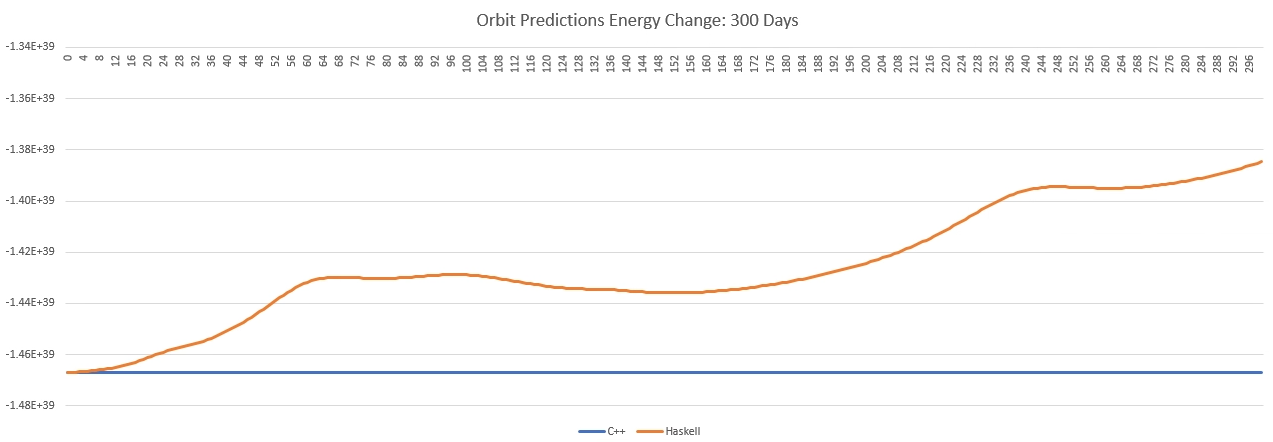 Orbit Predictions Energy Change: 300 Days
-1.34E+39
0 4 8 12 16 20 24 28 32 36 40 44 48 52 56 60 64 68 72 76 80 84 88 92 96 100 104 108 112 116 120 124 128 132 136 140 144 148 152 156 160 164 168 172 176 180 184 188 192 196 200 204 208 212 216 220 224 228 232 236 240 244 248 252 256 260 264 268 272 276 280 284 288 292 296
-1.36E+39
-1.38E+39
-1.40E+39
-1.42E+39
-1.44E+39
-1.46E+39
-1.48E+39
C++ Haskell